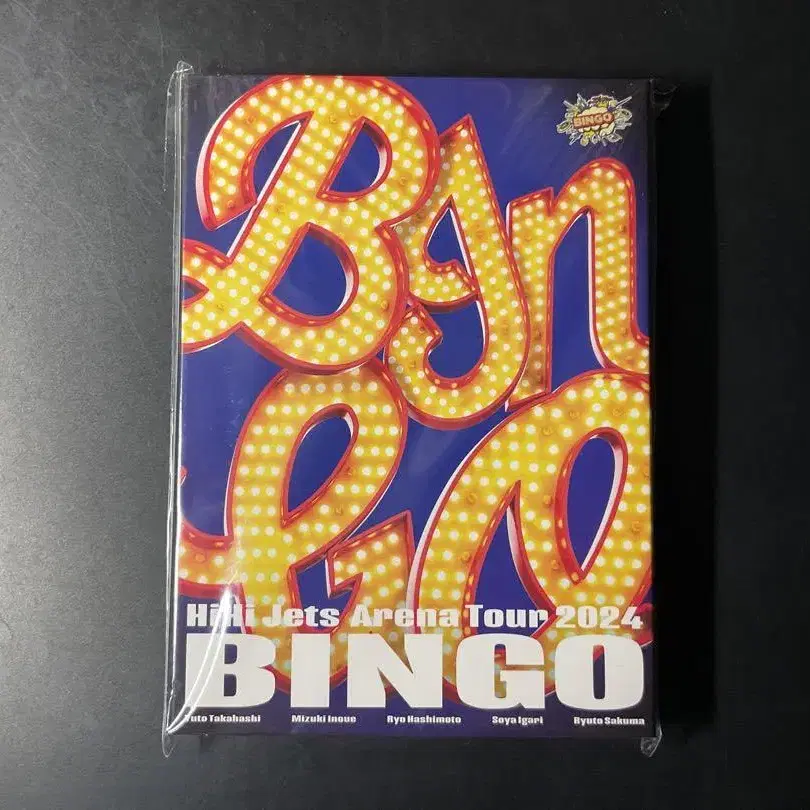 BINGO
BingO
HiHi Jets Arena Tour 2024
BINGO
Yuto Takahashi Mizuki Inoue Ryo Hashimoto Soya Igari Ryuto Sakuma